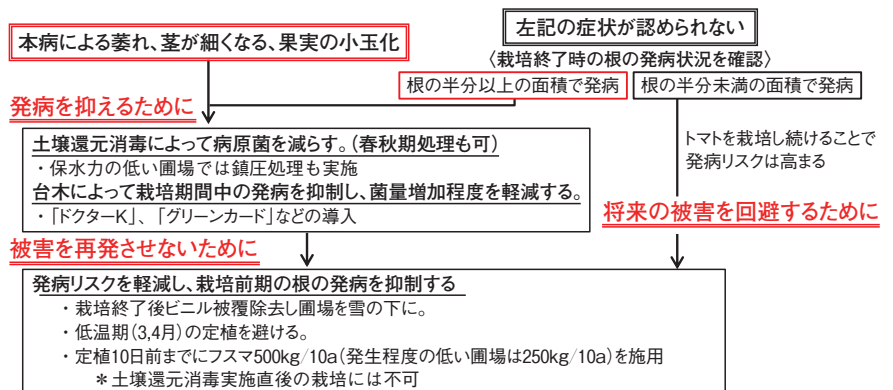 本病による萎れ、茎が細くなる、果実の小玉化
左記の症状が認められない
〈栽培終了時の根の発病状況を確認〉
根の半分以上の面積で発病
根の半分未満の面積で発病
発病を抑えるために
土壌還元消毒によって病原菌を減らす。(春秋期処理も可)
・保水力の低い圃場では鎮圧処理も実施
台木によって栽培期間中の発病を抑制し、菌量増加程度を軽減する。
・「ドクターK」、「グリーンカード」などの導入
トマトを栽培し続けることで
発病リスクは高まる
将来の被害を回避するために
被害を再発させないために
発病リスクを軽減し、栽培前期の根の発病を抑制する
・栽培終了後ビニル被覆除去し圃場を雪の下に。
・低温期(3,4月)の定植を避ける。
・定植10日前までにフスマ500kg/10a(発生程度の低い圃場は250kg/10a)を施用
＊土壌還元消毒実施直後の栽培には不可